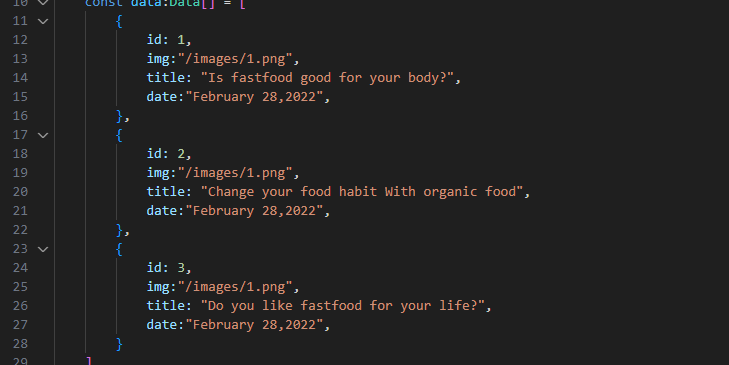 10 const data:Data[] = [
11 {
12 id: 1,
13 img:"/images/1.png",
14 title: "Is fastfood good for your body?",
15 date:"February 28,2022",
16 },
17 {
18 id: 2,
19 img:"/images/1.png",
20 title: "Change your food habit With organic food",
21 date:"February 28,2022",
22 },
23 {
24 id: 3,
25 img:"/images/1.png",
26 title: "Do you like fastfood for your life?",
27 date:"February 28,2022",
28 }
29 ]